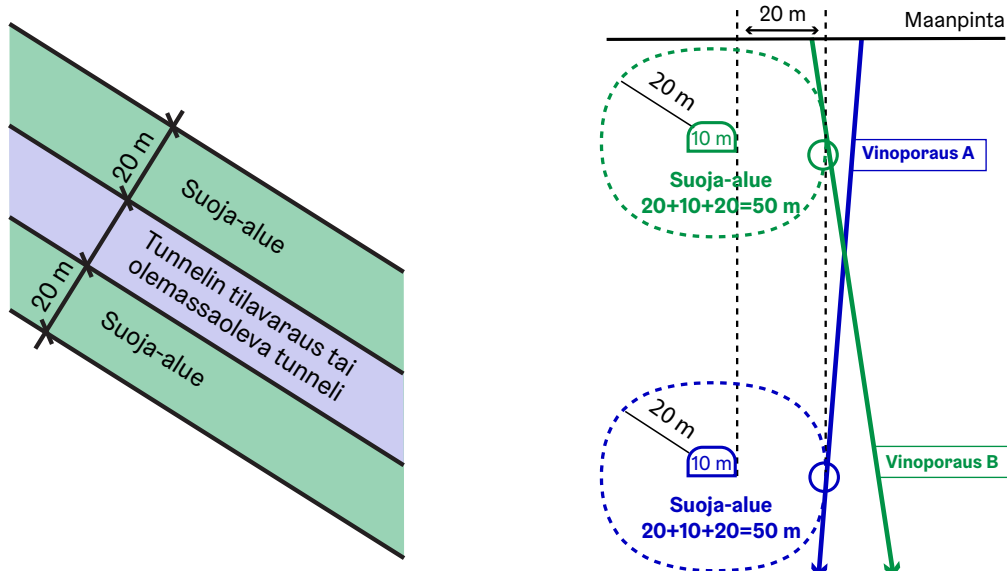 20 m
Suoja-alue
Tunnelin tilavaraus tai
olemassaoleva tunneli
20 m
Suoja-alue
20 m
Maanpinta
20 m
10 m
Suoja-alue
20+10+20=50 m
Vinoporaus A
20 m
10 m
Suoja-alue
20+10+20=50 m
Vinoporaus B